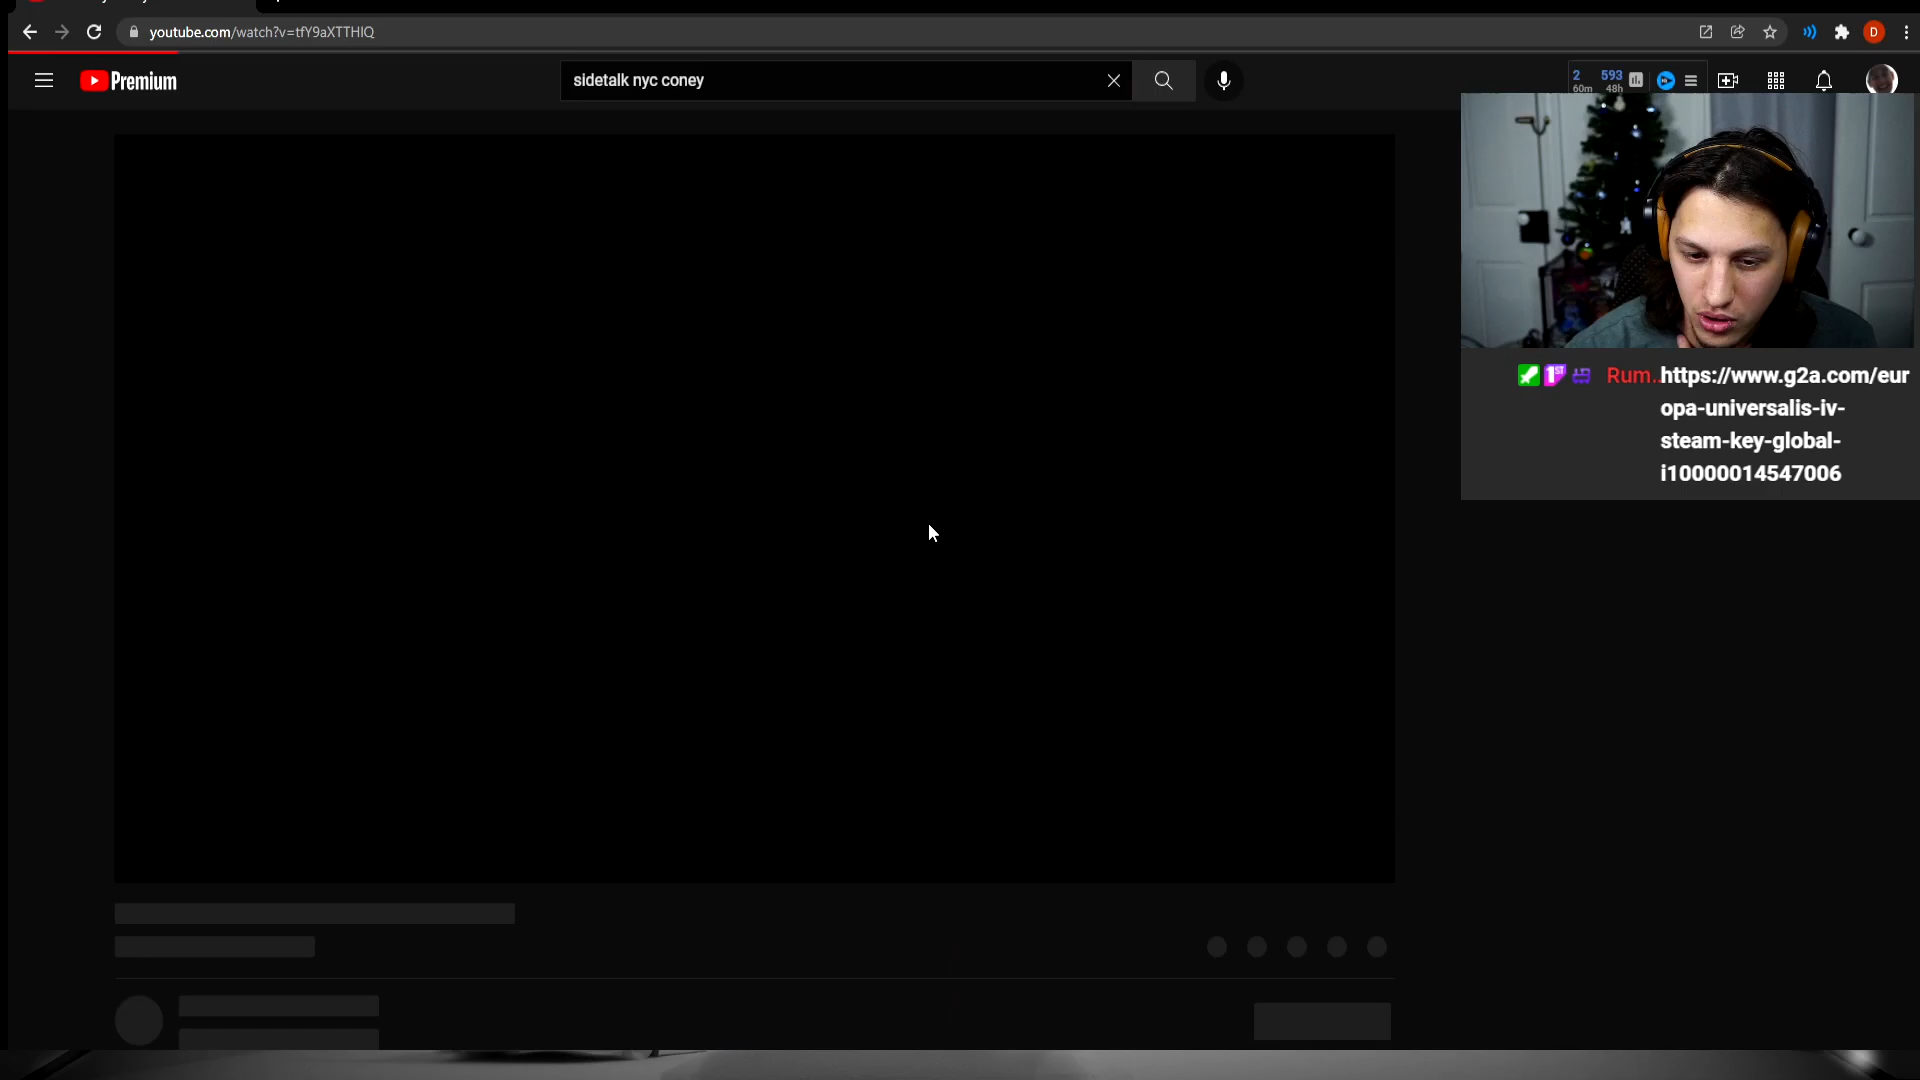 youtube.com/watch?v=tfY9aXTTHIQ
Premium
sidetalk nyc coney
2 593
60m 48h
D
1ST Rum..https://www.g2a.com/eur
opa-universalis-iv-
steam-key-global-
i10000014547006